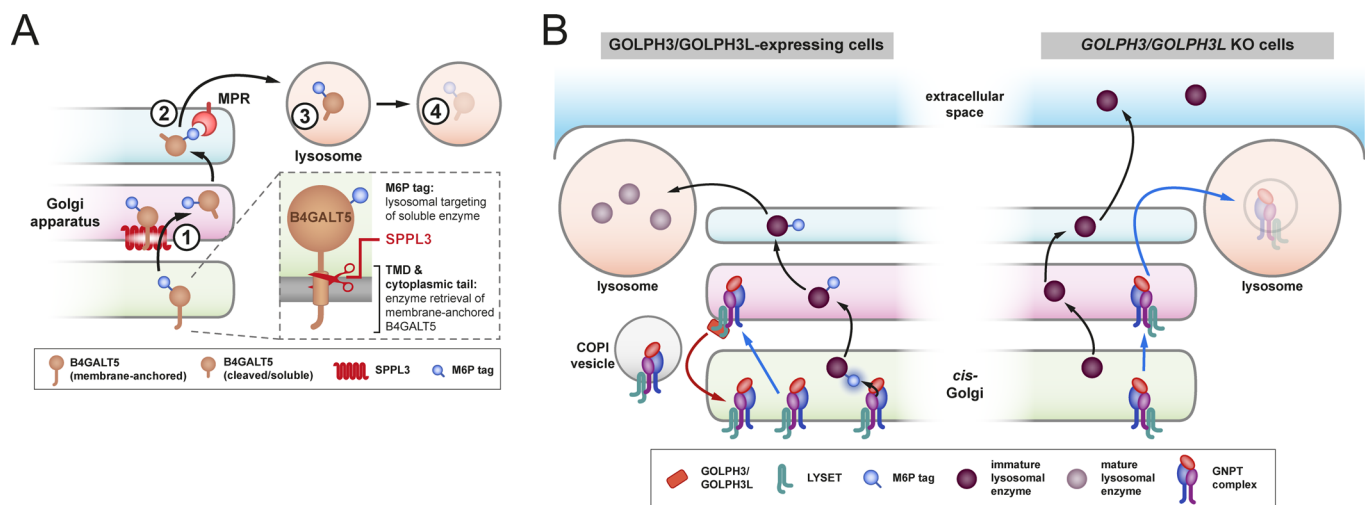 A
MPR
2
3
4
lysosome
Golgi
apparatus
1
B4GALT5
M6P tag:
lysosomal targeting
of soluble enzyme
SPPL3
TMD &
cytoplasmic tail:
enzyme retrieval of
membrane-anchored
B4GALT5
B4GALT5
(membrane-anchored)
B4GALT5
(cleaved/soluble)
SPPL3
M6P tag
B
GOLPH3/GOLPH3L-expressing cells
GOLPH3/GOLPH3L KO cells
extracellular
space
lysosome
lysosome
COPI
vesicle
cis-
Golgi
GOLPH3/
GOLPH3L
LYSET
M6P tag
immature
lysosomal
enzyme
mature
lysosomal
enzyme
GNPT
complex